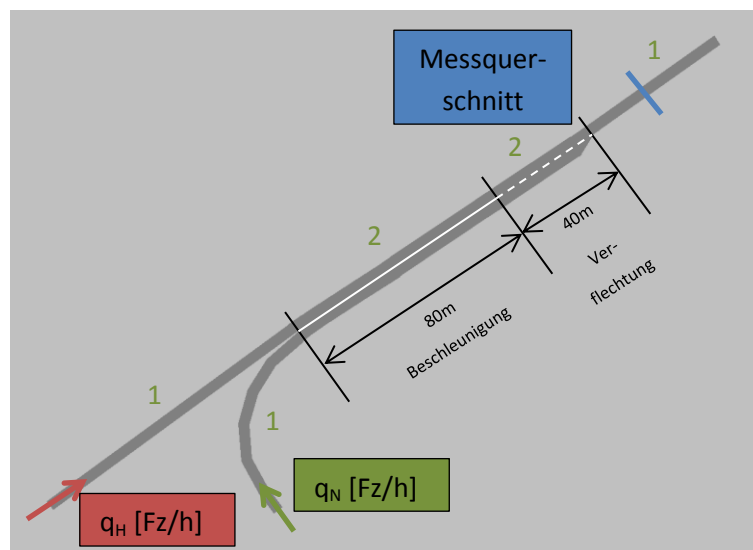 Messquer-
schnitt
1
2
2
40m
Ver-
flechtung
80m
Beschleunigung
1
1
qN [Fz/h]
qH [Fz/h]